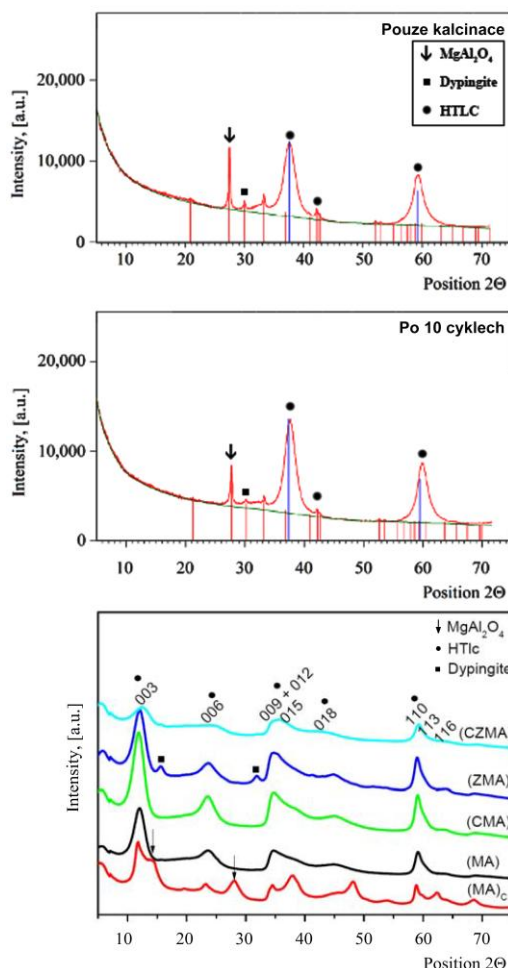 Pouze kalcinace
MgAl₂O₄
Dypingite
HTLC
Intensity, [a.u.]
20,000
10,000
0
10 20 30 40 50 60 70
Position 2Θ
Po 10 cyklech
MgAl₂O₄
Dypingite
HTLC
Intensity, [a.u.]
20,000
10,000
0
10 20 30 40 50 60 70
Position 2Θ
MgAl₂O₄
HTlc
Dypingite
Intensity, [a.u.]
003
006
009 + 012
015
018
110
113
116
(CZMA)
(ZMA)
(CMA)
(MA)
(MA)c
10 20 30 40 50 60 70
Position 2Θ